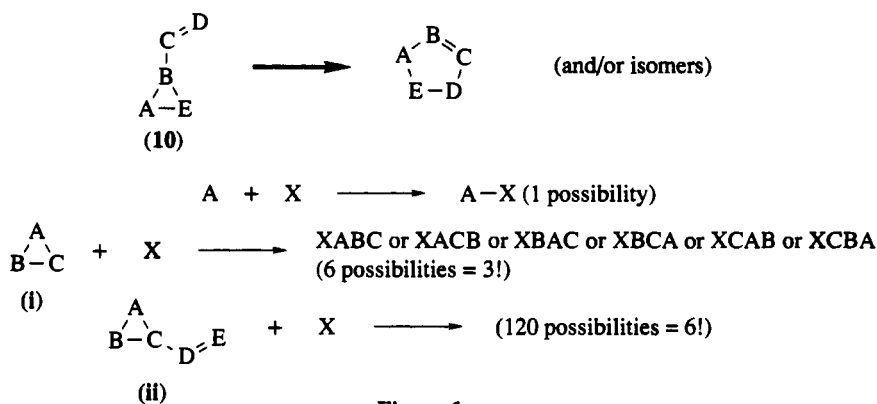 C=D
B
A–E
(10)
B=C
A
E–D
(and/or isomers)
A + X → A–X (1 possibility)
A
B–C + X → XABC or XACB or XBAC or XBCA or XCAB or XCBA
(6 possibilities = 3!)
(i)
A
B–C D=E + X → (120 possibilities = 6!)
(ii)